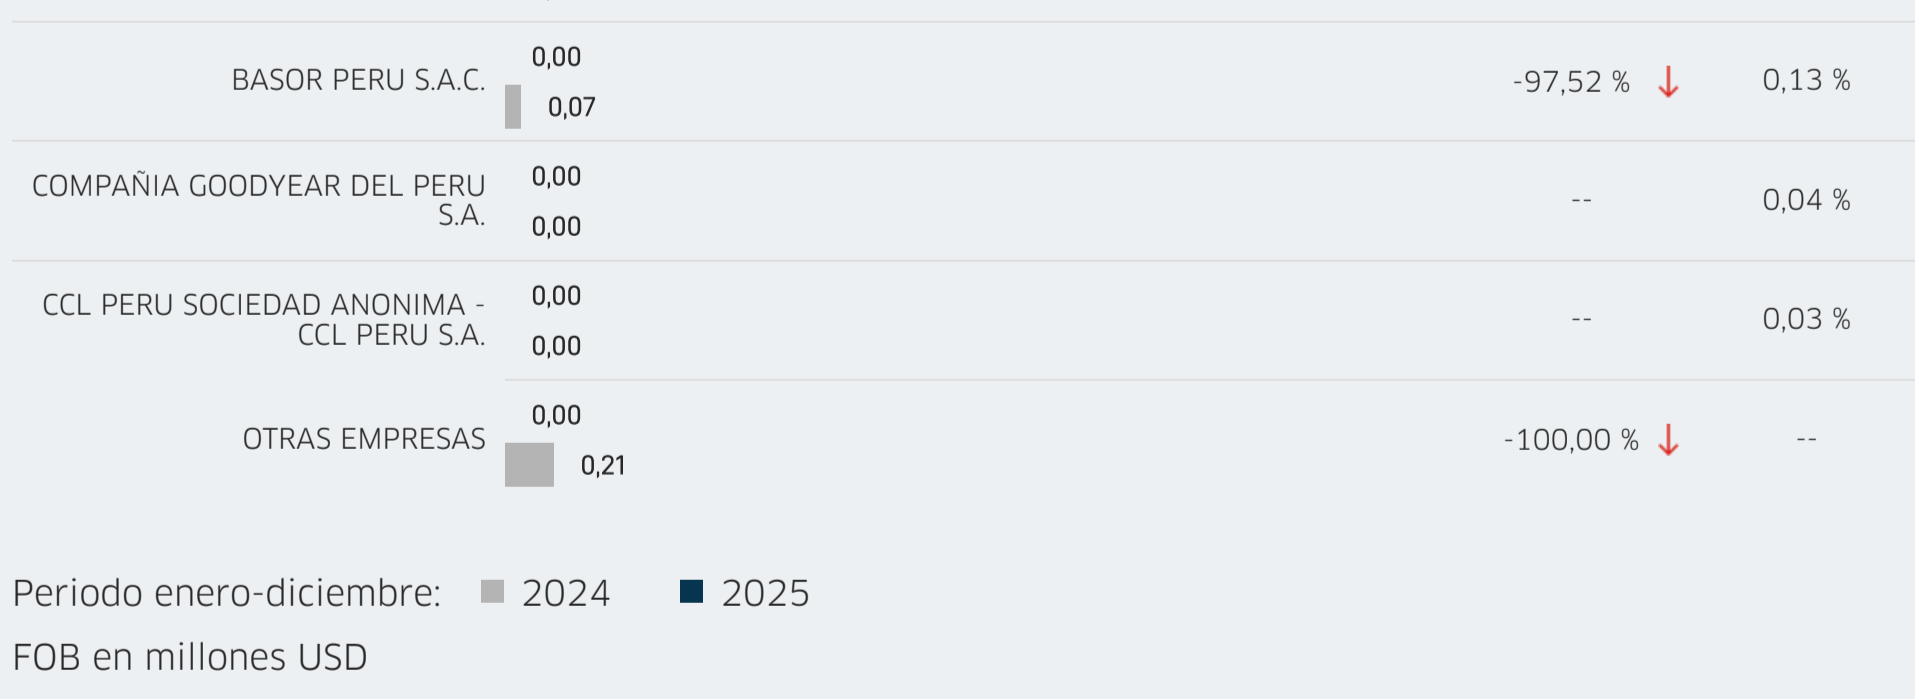 0,00
BASOR PERU S.A.C.
-97,52 %
0,13 %
0,07
0,00
COMPAÑIA GOODYEAR DEL PERU
S.A.
--
0,04 %
0,00
0,00
CCL PERU SOCIEDAD ANONIMA -
CCL PERU S.A.
--
0,03 %
0,00
0,00
OTRAS EMPRESAS
-100,00 %
--
0,21
Periodo enero-diciembre: 2024 2025
FOB en millones USD